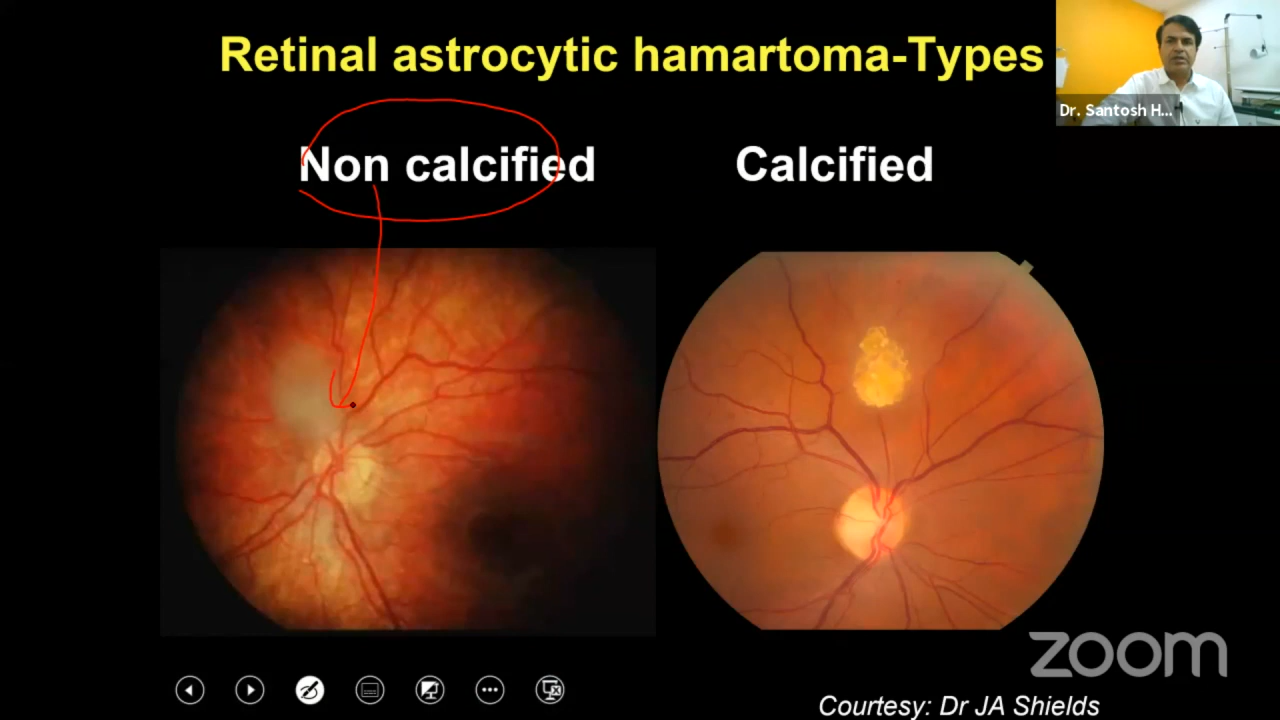 Retinal astrocytic hamartoma-Types
Dr. Santosh H...
Non calcified
Calcified
zoom
Courtesy: Dr JA Shields